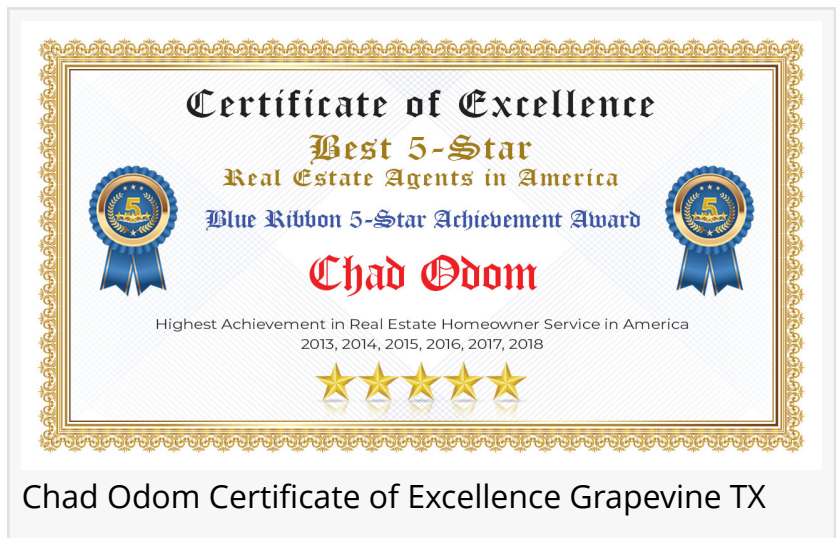 Certificate of Excellence
Best 5-Star
Real Estate Agents in America
Blue Ribbon 5-Star Achievement Award
5
5
Chad Odom
Highest Achievement in Real Estate Homeowner Service in America
2013, 2014, 2015, 2016, 2017, 2018
Chad Odom Certificate of Excellence Grapevine TX